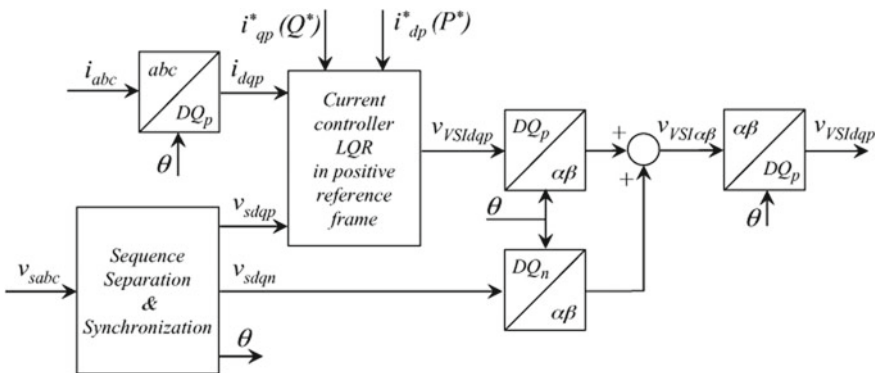 i*qp (Q*)
i*dp (P*)
iabc
abc
DQp
θ
idqp
Current
controller
LQR
in positive
reference
frame
vVSIdqp
DQp
αβ
+
+
vVSIαβ
αβ
DQp
θ
vVSIdqp
θ
vsdqp
vsabc
Sequence
Separation
&
Synchronization
vsdqn
DQn
αβ
θ